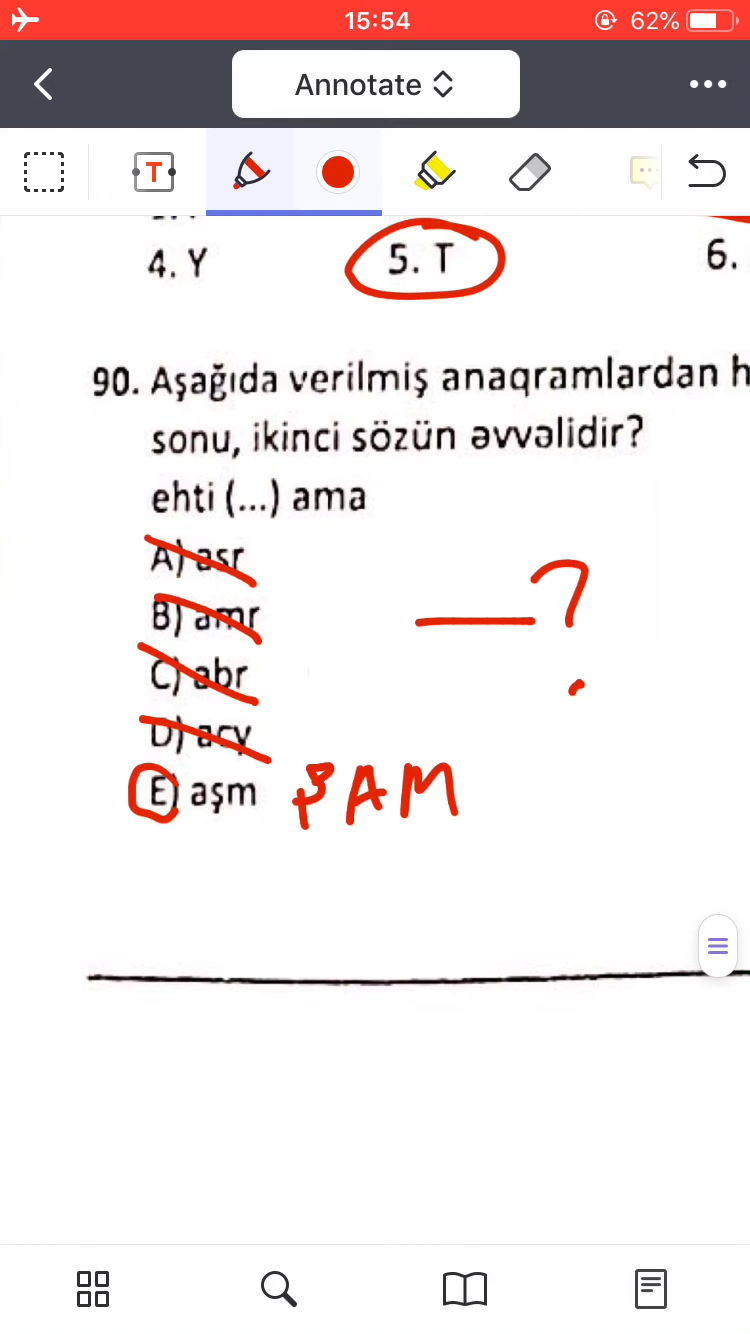 15:54 62%
Annotate
T
4. Y 5. T 6.
90. Aşağıda verilmiş anaqramlardan h
sonu, ikinci sözün əvvəlidir?
ehti (...) ama
A) asr
B) amr
C) abr
D) acy
E) aşm ŞAM
?